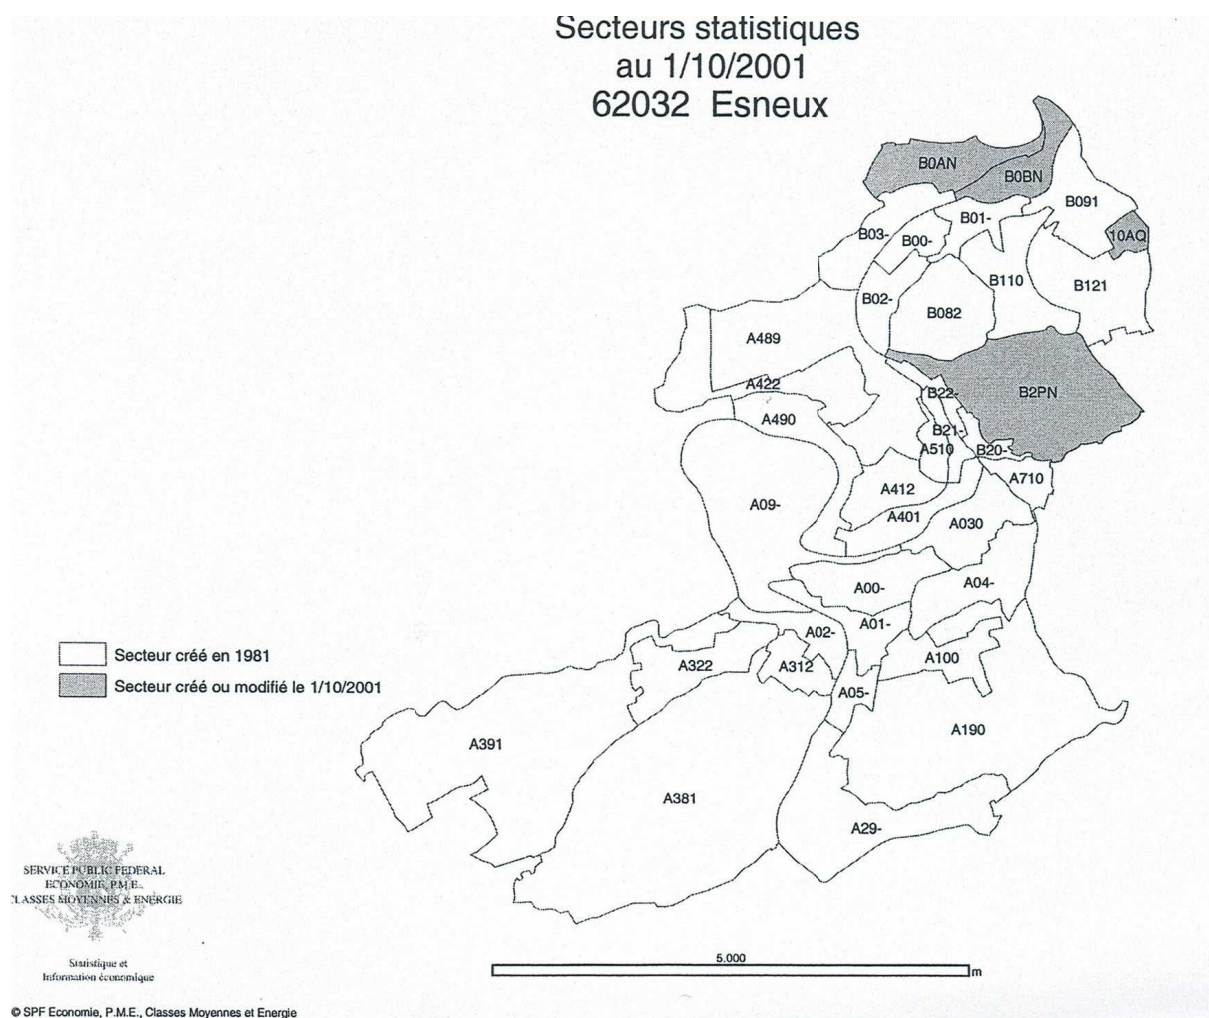 Secteurs statistiques
au 1/10/2001
62032 Esneux
B0AN
B0BN
B091
B01-
10AQ
B03-
B00-
B110
B121
B02-
B082
A489
A422
B22-
B2PN
A490
B21-
A510
B20-
A710
A412
A09-
A401
A030
A00-
A04-
A01-
A02-
Secteur créé en 1981
A322
A312
A100
Secteur créé ou modifié le 1/10/2001
A05-
A391
A190
A381
A29-
SERVICE PUBLIC FEDERAL
ECONOMIE, P.M.E.,
CLASSES MOYENNES & ENERGIE
Statistique et
Information économique
5.000
m
© SPF Economie, P.M.E., Classes Moyennes et Energie